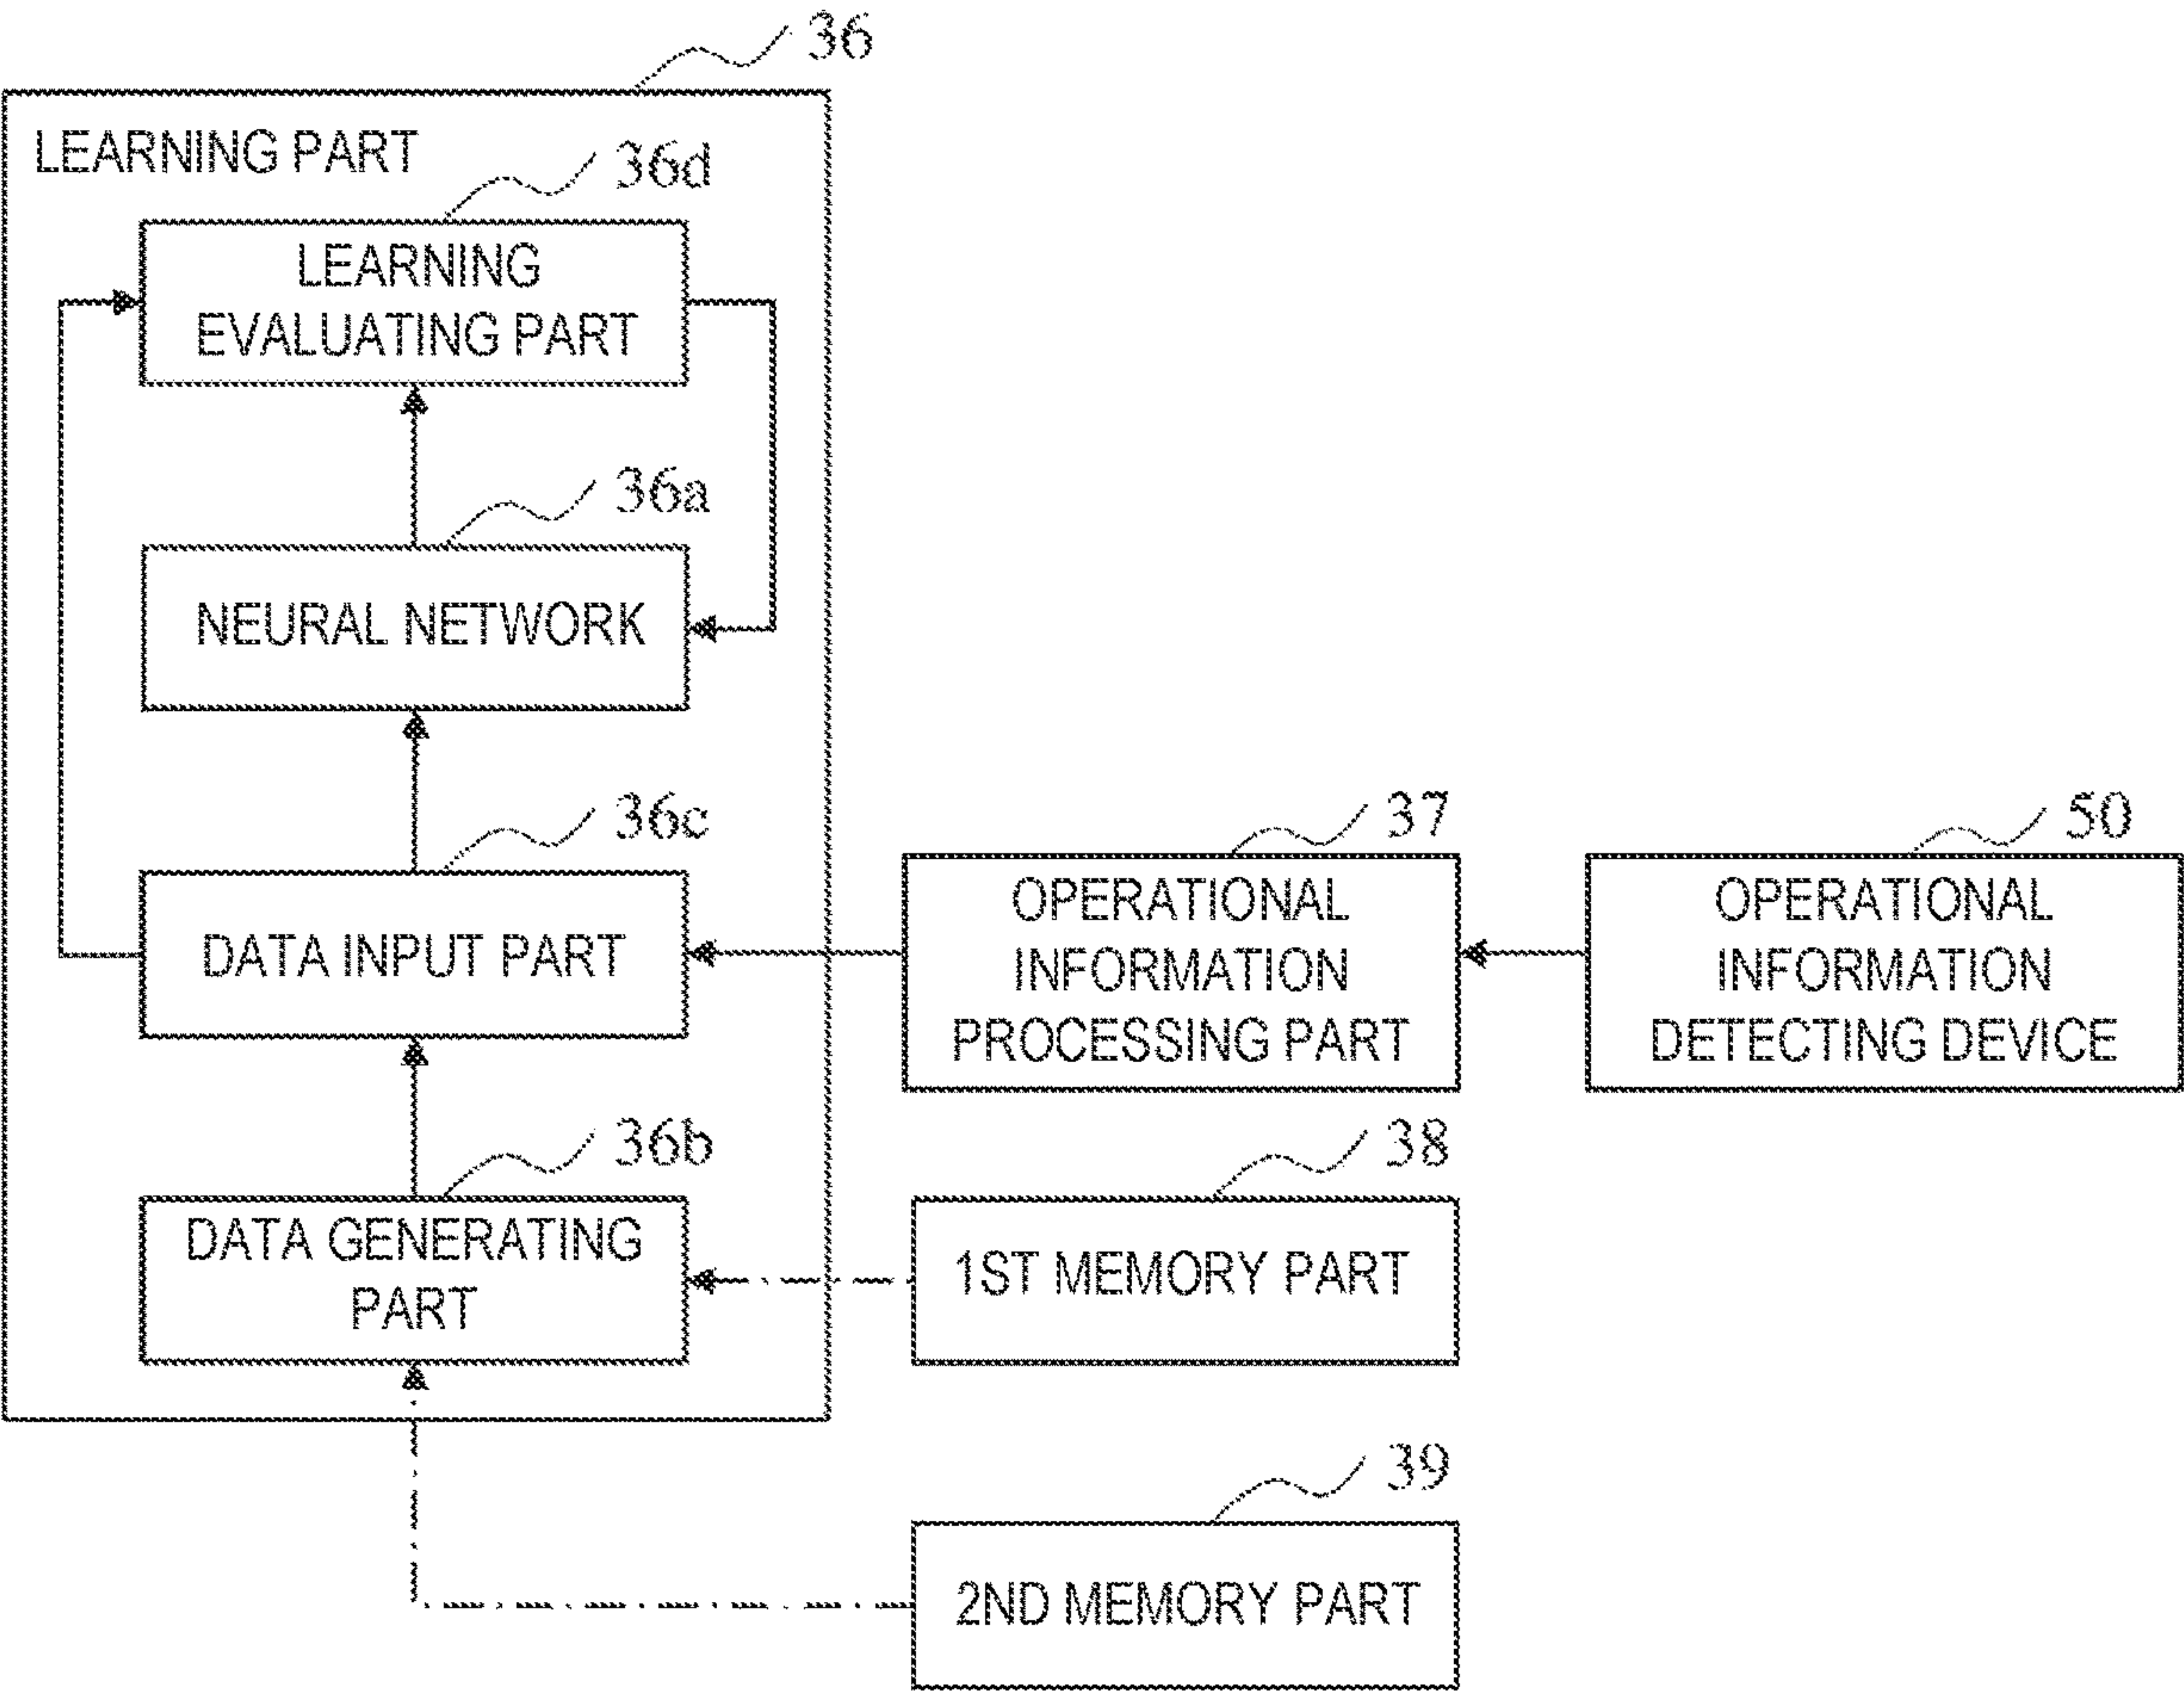 36
LEARNING PART
36d
LEARNING
EVALUATING PART
36a
NEURAL NETWORK
36c
DATA INPUT PART
37
OPERATIONAL
INFORMATION
PROCESSING PART
50
OPERATIONAL
INFORMATION
DETECTING DEVICE
36b
DATA GENERATING
PART
38
1ST MEMORY PART
39
2ND MEMORY PART